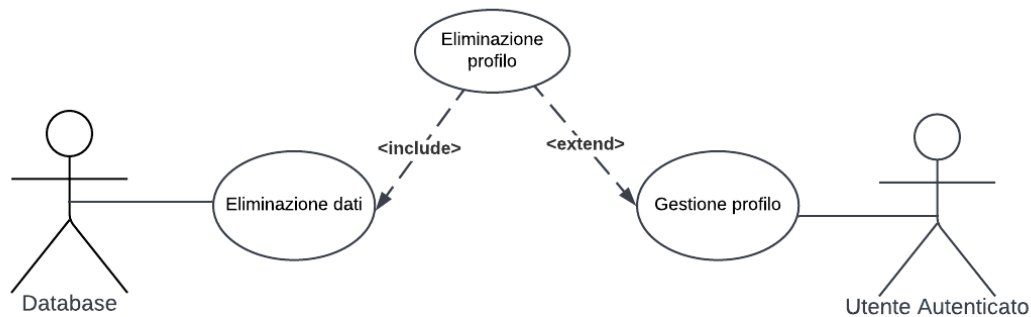 Eliminazione
profilo
<include>
<extend>
Eliminazione dati
Gestione profilo
Database
Utente Autenticato